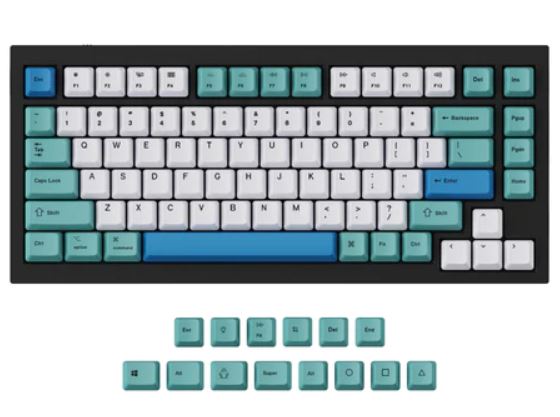 Esc F1 F2 F3 F4 F5 F6 F7 F8 F9 F10 F11 F12 Del Ins
~ ` ! 1 @ 2 # 3 $ 4 % 5 ^ 6 & 7 * 8 ( 9 ) 0 _ - + = ← Backspace Pgup
Tab Q W E R T Y U I O P { [ } ] | \ Pgdn
Caps Lock A S D F G H J K L : ; " ' ← Enter Home
⇧ Shift Z X C V B N M < , > . ? / ⇧ Shift ^
Ctrl ⌥ option ⌘ command ⌘ Fn Ctrl < v >
Esc Del End
Alt Super Alt